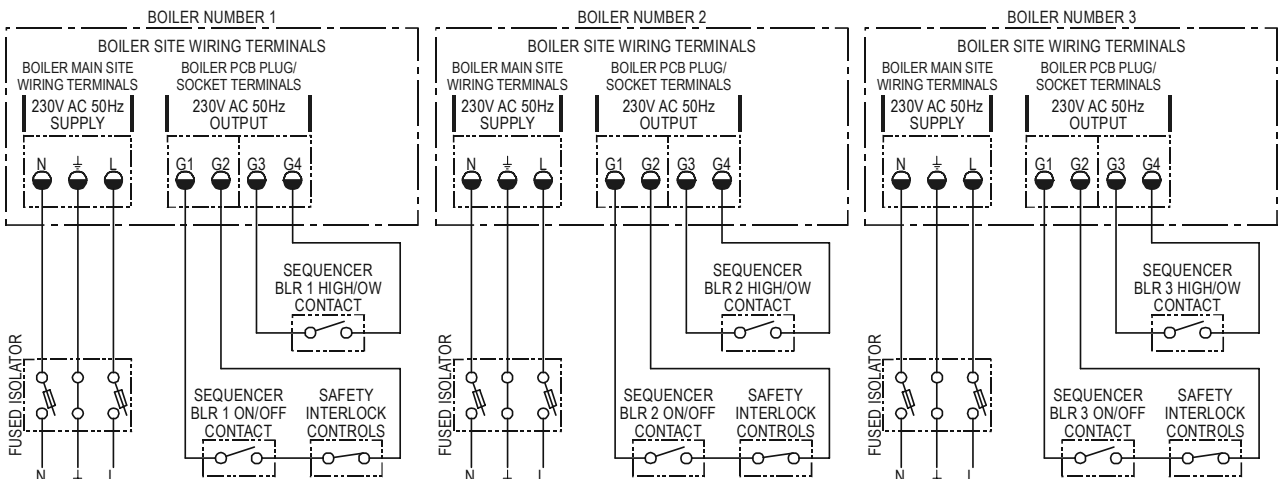 BOILER NUMBER 1
BOILER SITE WIRING TERMINALS
BOILER MAIN SITE
WIRING TERMINALS
230V AC 50Hz
SUPPLY
BOILER PCB PLUG/
SOCKET TERMINALS
230V AC 50Hz
OUTPUT
N L G1 G2 G3 G4
SEQUENCER
BLR 1 HIGH/OW
CONTACT
FUSED ISOLATOR
SEQUENCER
BLR 1 ON/OFF
CONTACT
SAFETY
INTERLOCK
CONTROLS
N L
BOILER NUMBER 2
BOILER SITE WIRING TERMINALS
BOILER MAIN SITE
WIRING TERMINALS
230V AC 50Hz
SUPPLY
BOILER PCB PLUG/
SOCKET TERMINALS
230V AC 50Hz
OUTPUT
N L G1 G2 G3 G4
SEQUENCER
BLR 2 HIGH/OW
CONTACT
FUSED ISOLATOR
SEQUENCER
BLR 2 ON/OFF
CONTACT
SAFETY
INTERLOCK
CONTROLS
N L
BOILER NUMBER 3
BOILER SITE WIRING TERMINALS
BOILER MAIN SITE
WIRING TERMINALS
230V AC 50Hz
SUPPLY
BOILER PCB PLUG/
SOCKET TERMINALS
230V AC 50Hz
OUTPUT
N L G1 G2 G3 G4
SEQUENCER
BLR 3 HIGH/OW
CONTACT
FUSED ISOLATOR
SEQUENCER
BLR 3 ON/OFF
CONTACT
SAFETY
INTERLOCK
CONTROLS
N L